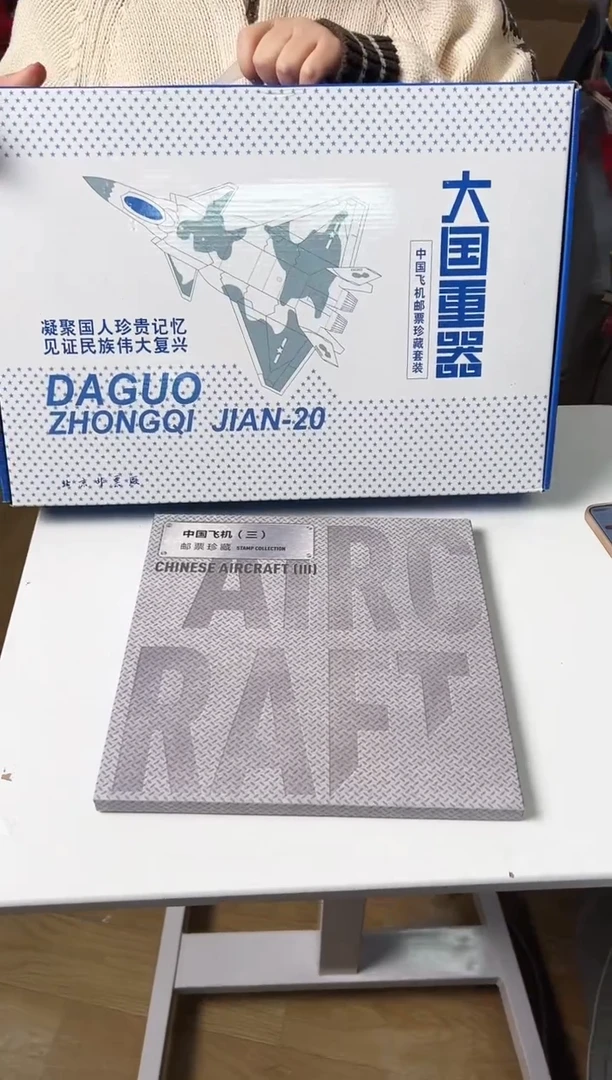 大国重器
中国飞机邮票珍藏套装
凝聚国人珍贵记忆
见证民族伟大复兴
DAGUO
ZHONGQI JIAN-20
中国飞机（三）
邮票珍藏 STAMP COLLECTION
CHINESE AIRCRAFT (III)
AIRC
RAFT